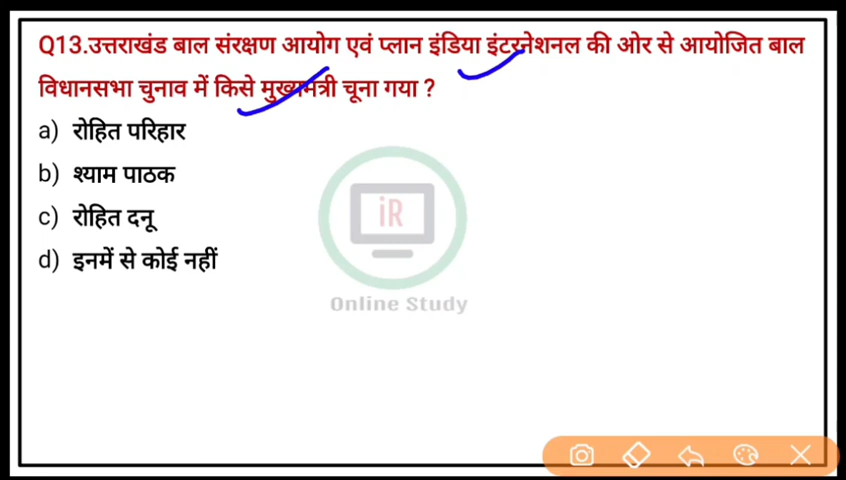 Q13.उत्तराखंड बाल संरक्षण आयोग एवं प्लान इंडिया इंटरनेशनल की ओर से आयोजित बाल
विधानसभा चुनाव में किसे मुख्यमंत्री चूना गया ?
a) रोहित परिहार
b) श्याम पाठक
c) रोहित दनू
d) इनमें से कोई नहीं
iR
Online Study